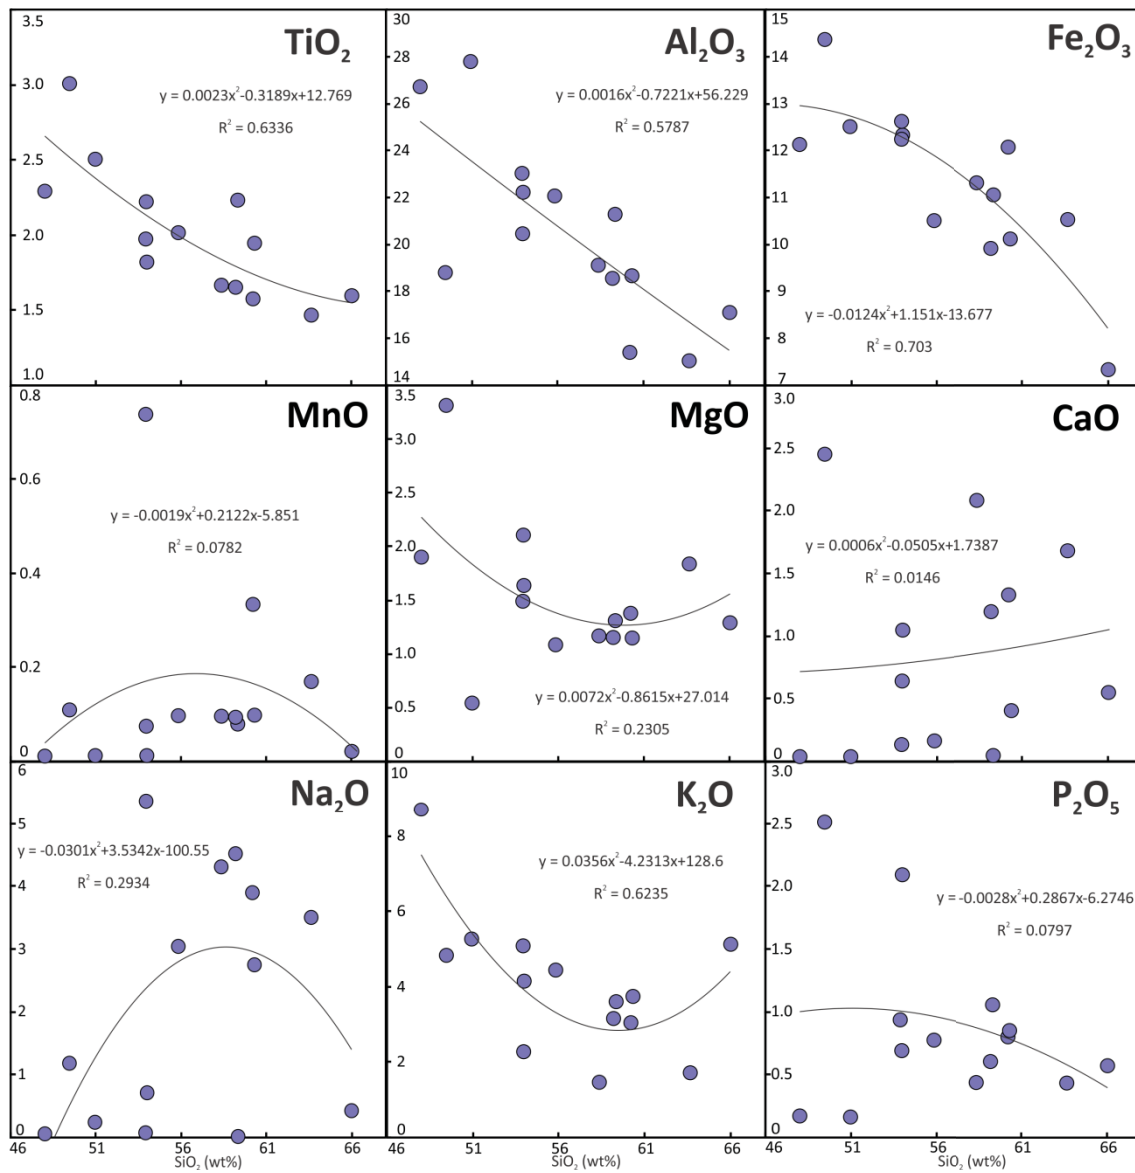 3.5
TiO₂
3.0
y = 0.0023x²-0.3189x+12.769
R² = 0.6336
2.5
2.0
1.5
1.0
30
Al₂O₃
28
26
y = 0.0016x²-0.7221x+56.229
R² = 0.5787
24
22
20
18
16
14
15
Fe₂O₃
14
13
12
11
10
9
8
y = -0.0124x²+1.151x-13.677
R² = 0.703
7
0.8
MnO
0.6
y = -0.0019x²+0.2122x-5.851
R² = 0.0782
0.4
0.2
0
3.5
MgO
3.0
2.5
2.0
1.5
1.0
y = 0.0072x²-0.8615x+27.014
0.5
R² = 0.2305
0
3.0
CaO
2.5
2.0
y = 0.0006x²-0.0505x+1.7387
1.5
R² = 0.0146
1.0
0.5
0
6
Na₂O
5
y = -0.0301x²+3.5342x-100.55
R² = 0.2934
4
3
2
1
0
46 51 56 61 66
SiO₂ (wt%)
10
K₂O
8
y = 0.0356x²-4.2313x+128.6
R² = 0.6235
6
4
2
0
46 51 56 61 66
SiO₂ (wt%)
3.0
P₂O₅
2.5
2.0
y = -0.0028x²+0.2867x-6.2746
R² = 0.0797
1.5
1.0
0.5
0
46 51 56 61 66
SiO₂ (wt%)